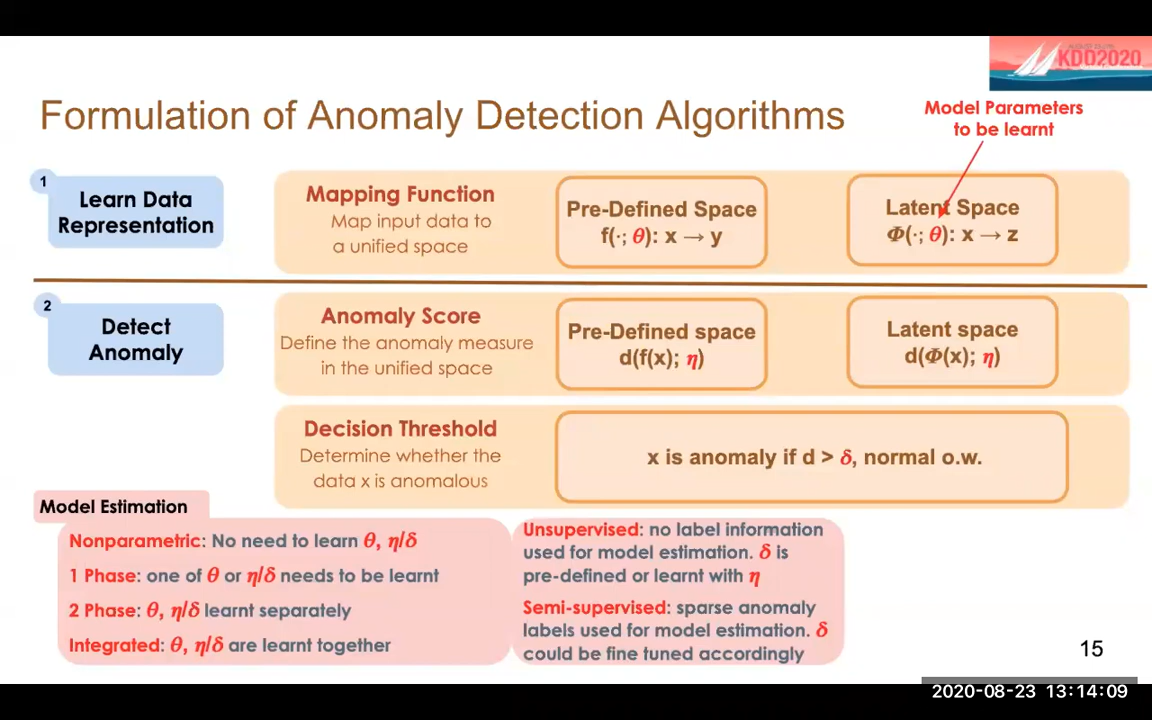 KDD2020
Formulation of Anomaly Detection Algorithms
Model Parameters
to be learnt
1
Learn Data
Representation
Mapping Function
Map input data to
a unified space
Pre-Defined Space
f(·; θ): x → y
Latent Space
Φ(·; θ): x → z
2
Detect
Anomaly
Anomaly Score
Define the anomaly measure
in the unified space
Pre-Defined space
d(f(x); η)
Latent space
d(Φ(x); η)
Decision Threshold
Determine whether the
data x is anomalous
x is anomaly if d > δ, normal o.w.
Model Estimation
Nonparametric: No need to learn θ, η/δ
1 Phase: one of θ or η/δ needs to be learnt
2 Phase: θ, η/δ learnt separately
Integrated: θ, η/δ are learnt together
Unsupervised: no label information
used for model estimation. δ is
pre-defined or learnt with η
Semi-supervised: sparse anomaly
labels used for model estimation. δ
could be fine tuned accordingly
15
2020-08-23 13:14:09